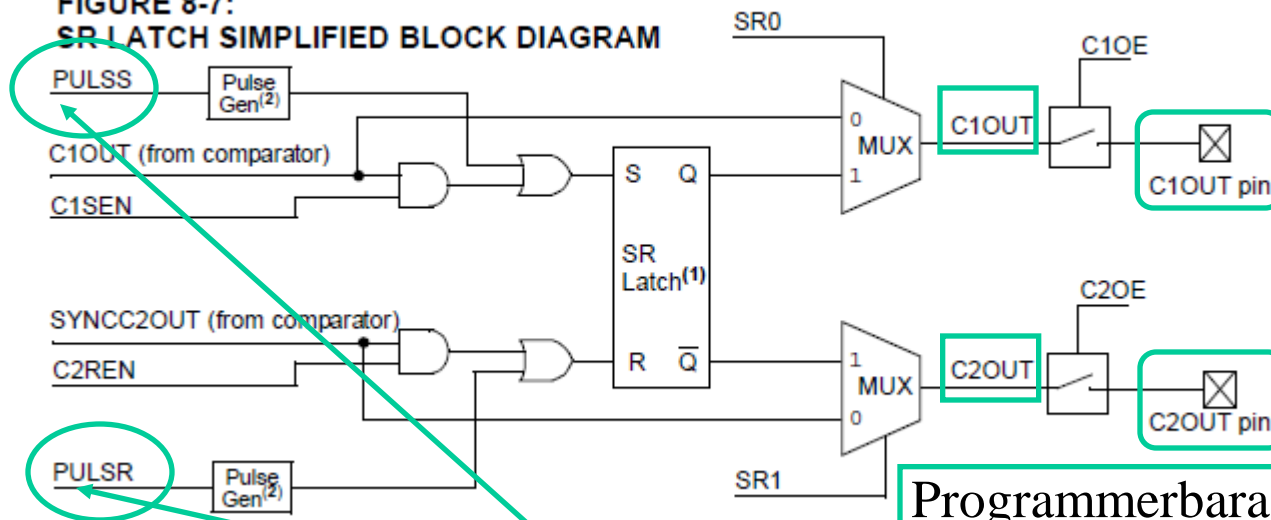 FIGURE 8-7:
SR LATCH SIMPLIFIED BLOCK DIAGRAM
SR0
C1OE
PULSS
Pulse
Gen(2)
0
MUX
1
C1OUT
C1OUT pin
C1OUT (from comparator)
C1SEN
S Q
SR
Latch(1)
R Q̅
C2OE
SYNCC2OUT (from comparator)
C2REN
1
MUX
0
C2OUT
C2OUT pin
PULSR
Pulse
Gen(2)
SR1
Programmerbara